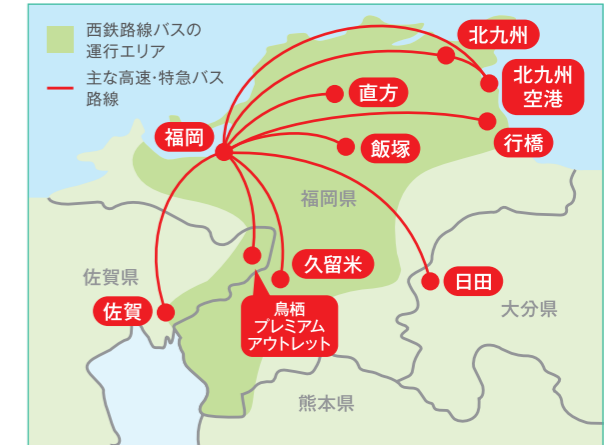 西鉄路線バスの
運行エリア
主な高速・特急バス
路線
北九州
北九州
空港
直方
福岡
飯塚
行橋
福岡県
久留米
佐賀県
日田
佐賀
鳥栖
プレミアム
アウトレット
大分県
熊本県